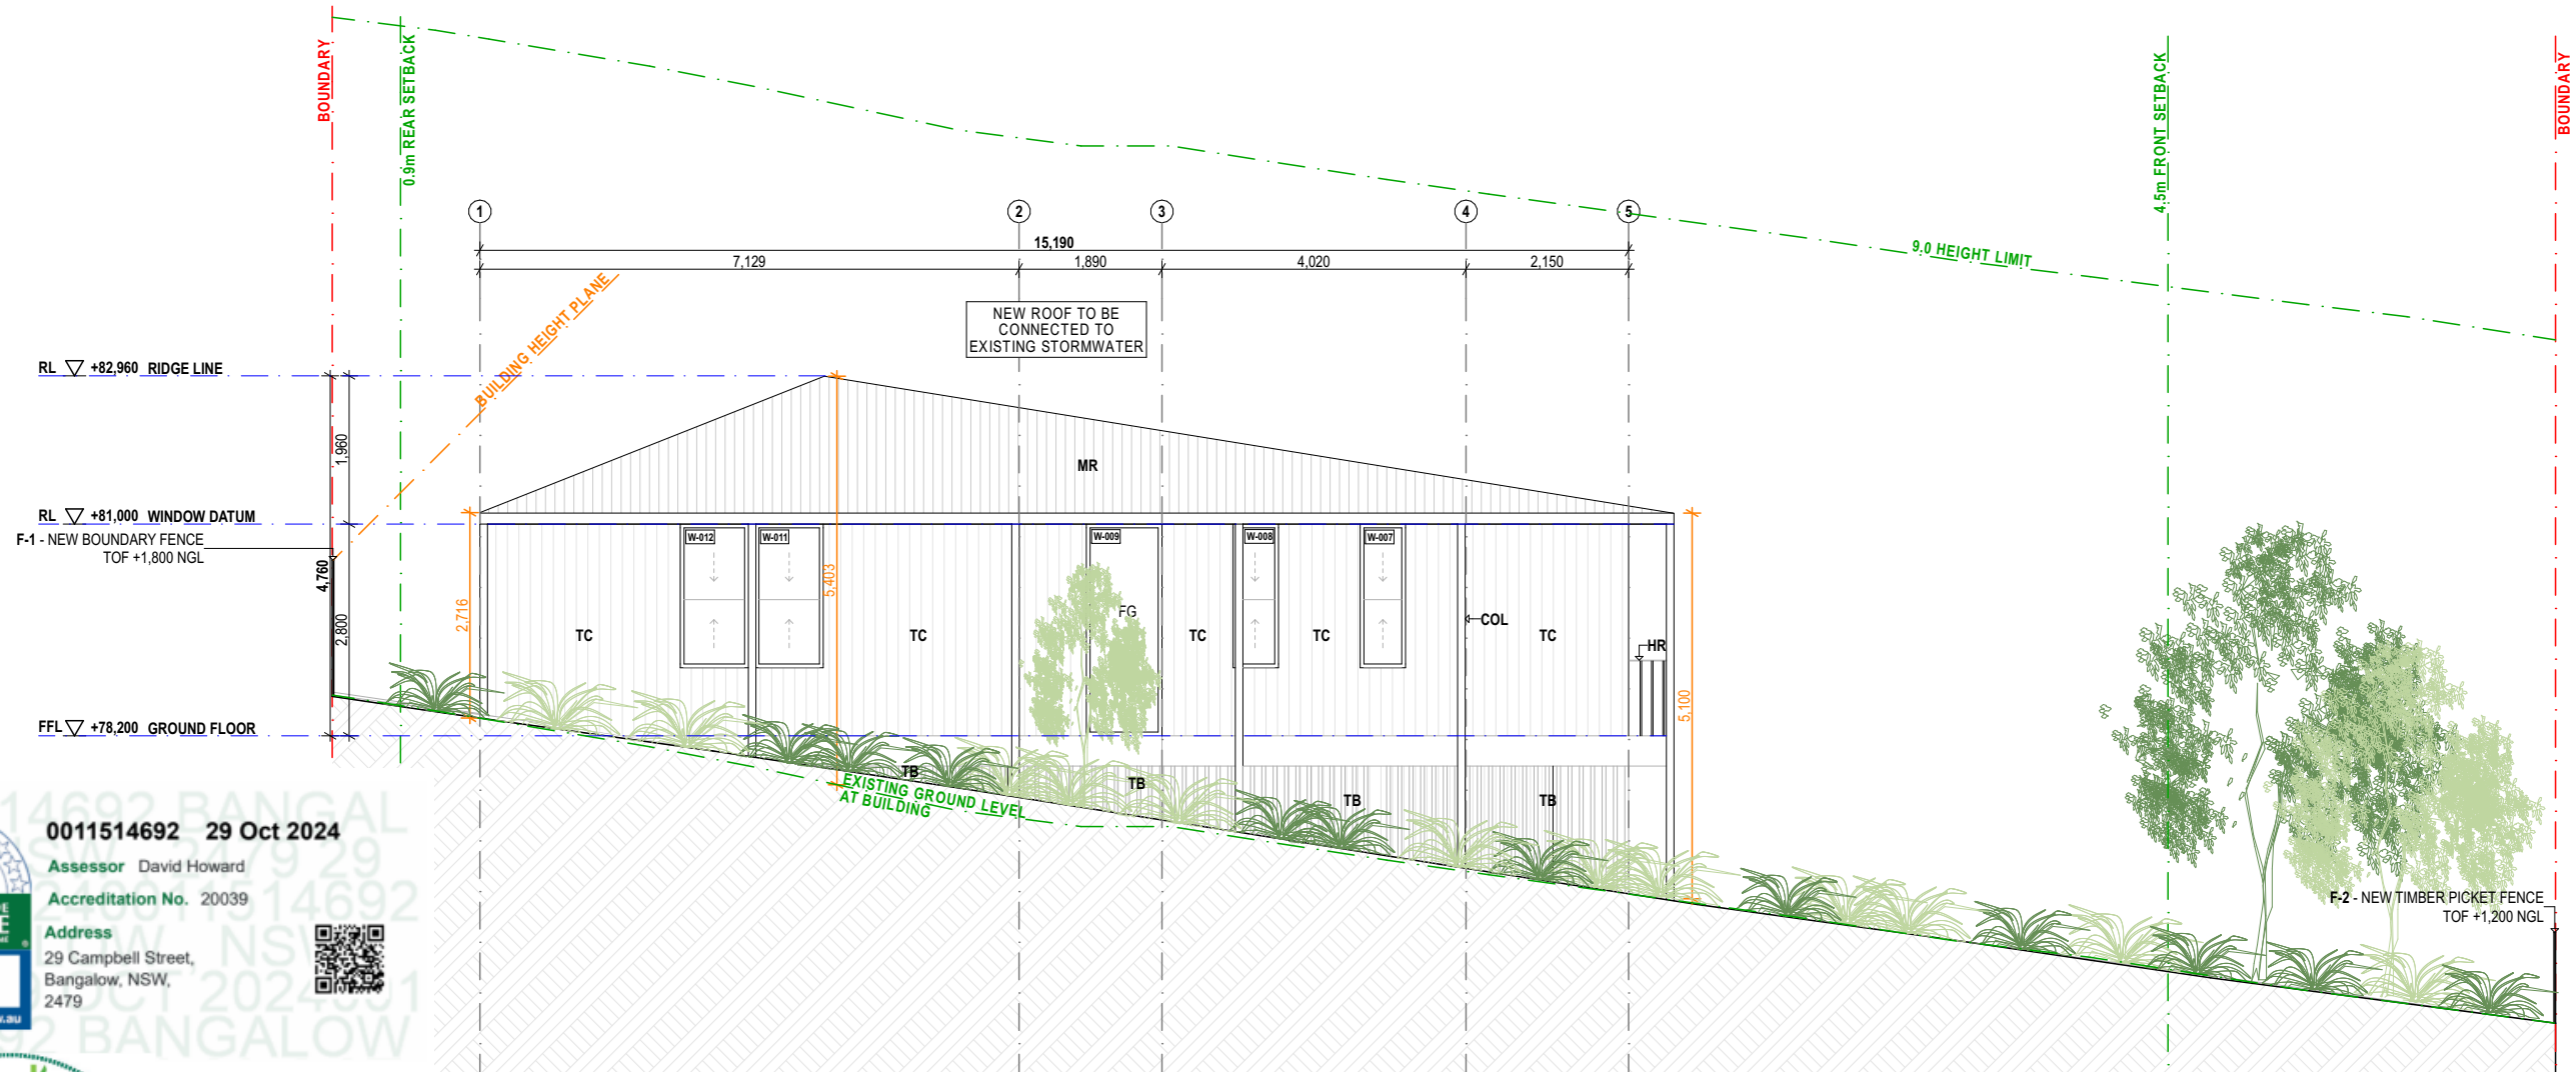 BOUNDARY
0.9m REAR SETBACK
4.5m FRONT SETBACK
BOUNDARY
1
2
3
4
5
15,190
7,129
1,890
4,020
2,150
9.0 HEIGHT LIMIT
BUILDING HEIGHT PLANE
NEW ROOF TO BE
CONNECTED TO
EXISTING STORMWATER
RL +82,960 RIDGE LINE
1,960
MR
RL +81,000 WINDOW DATUM
F-1 - NEW BOUNDARY FENCE
TOF +1,800 NGL
W-012
W-011
W-009
W-008
W-007
4,760
2,800
2,716
5,403
5,100
FG
COL
TC
TC
TC
TC
TC
HR
FFL +78,200 GROUND FLOOR
TB
TB
TB
TB
EXISTING GROUND LEVEL
AT BUILDING
F-2 - NEW TIMBER PICKET FENCE
TOF +1,200 NGL
0011514692 29 Oct 2024
Assessor David Howard
Accreditation No. 20039
Address
29 Campbell Street,
Bangalow, NSW,
2479